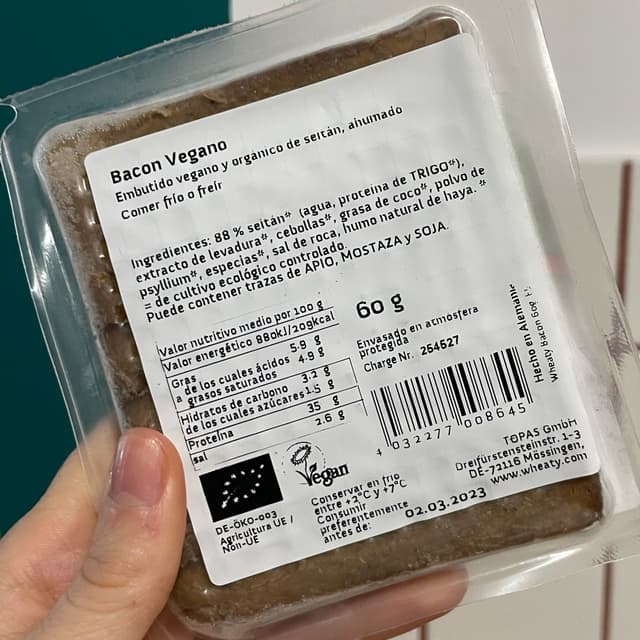 Bacon Vegano
Embutido vegano y orgánico de seitán, ahumado
Comer frío o freír
Ingredientes: 88 % seitán* (agua, proteína de TRIGO*),
extracto de levadura*, cebollas*, grasa de coco*, polvo de
psyllium*, especias*, sal de roca, humo natural de haya. *
= de cultivo ecológico controlado.
Puede contener trazas de APIO, MOSTAZA y SOJA.
Valor nutritivo medio por 100 g
Valor energético 880kJ/209kcal
Gras 5.9 g
a de los cuales ácidos
grasos saturados 4.9 g
Hidratos de carbono 3.2 g
de los cuales azúcares 1.5 g
Proteína 35 g
sal 2.6 g
60 g
Envasado en atmosfera
protegida
Charge Nr. 254527
Hecho en Alemania
Wheaty Bacon 60g
4 032277 008645
DE-ÖKO-003
Agricultura UE /
Non-UE
Vegan
Conservar en frio
entre +2°C y +7°C
Consumir
preferentemente
antes de: 02.03.2023
TOPAS GmbH
Dreifürstensteinstr. 1-3
DE-72116 Mössingen,
www.wheaty.com